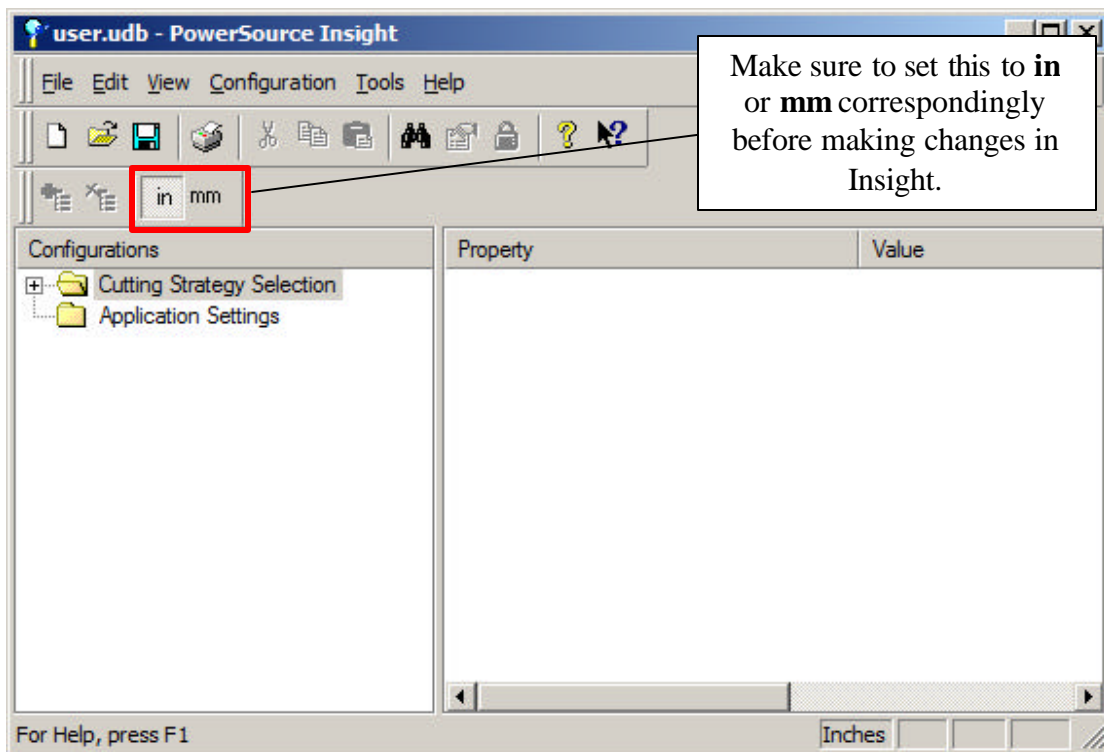 user.udb - PowerSource Insight
File Edit View Configuration Tools Help
Make sure to set this to in
or mm correspondingly
before making changes in
Insight.
in mm
Configurations
Property Value
Cutting Strategy Selection
Application Settings
For Help, press F1 Inches